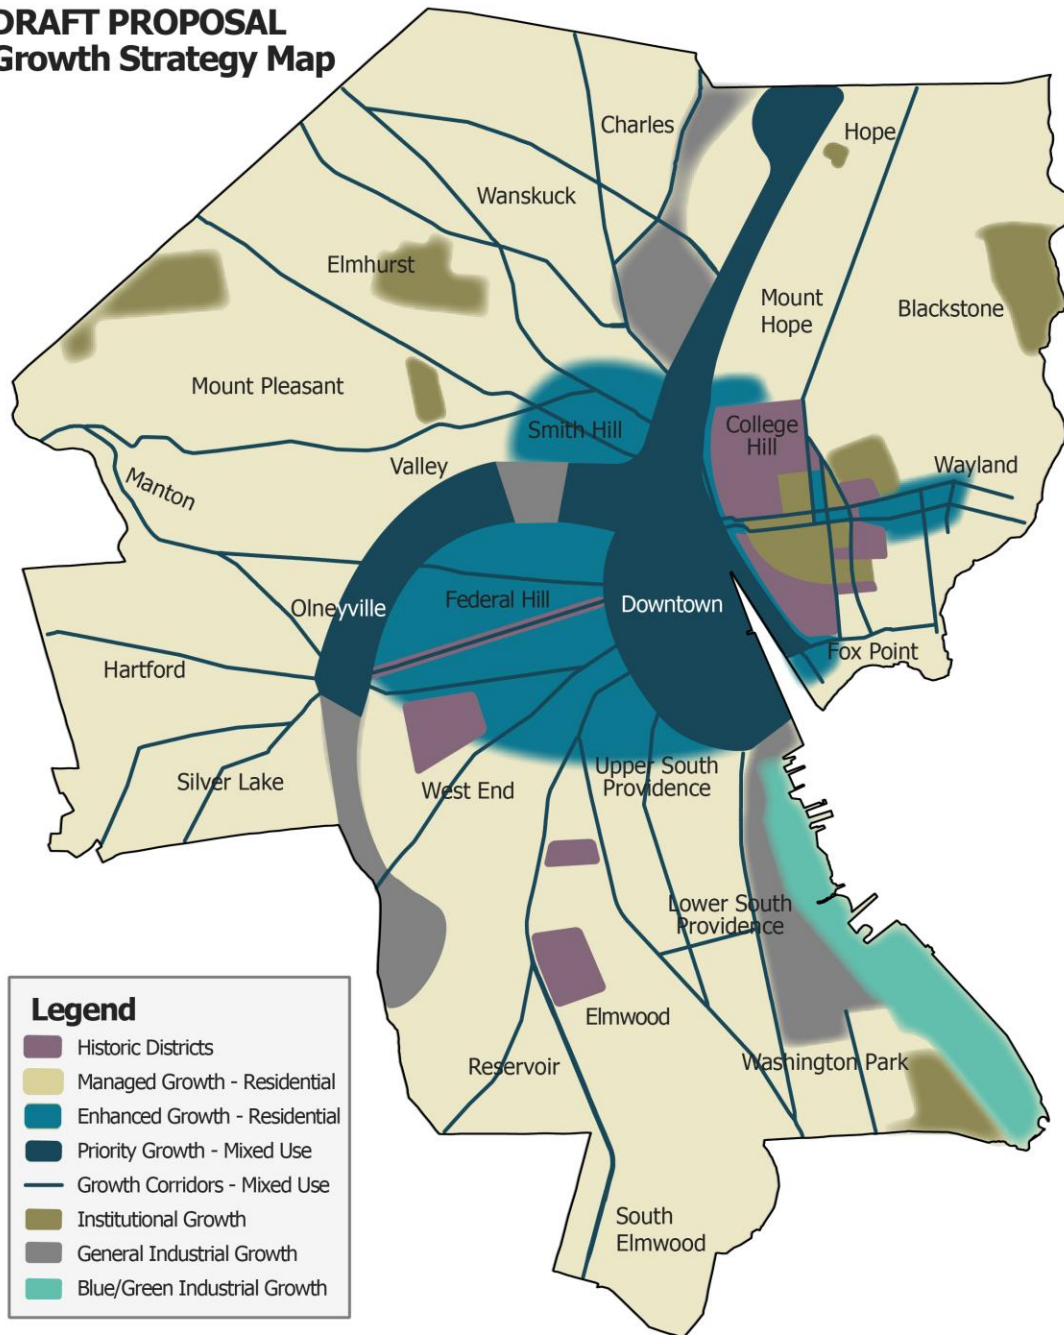 DRAFT PROPOSAL
Growth Strategy Map
Charles
Hope
Wanskuck
Elmhurst
Mount
Hope
Blackstone
Mount Pleasant
Smith Hill
College
Hill
Valley
Wayland
Manton
Olneyville
Federal Hill
Downtown
Fox Point
Hartford
Silver Lake
West End
Upper South
Providence
Lower South
Providence
Elmwood
Reservoir
Washington Park
South
Elmwood
Legend
Historic Districts
Managed Growth - Residential
Enhanced Growth - Residential
Priority Growth - Mixed Use
Growth Corridors - Mixed Use
Institutional Growth
General Industrial Growth
Blue/Green Industrial Growth